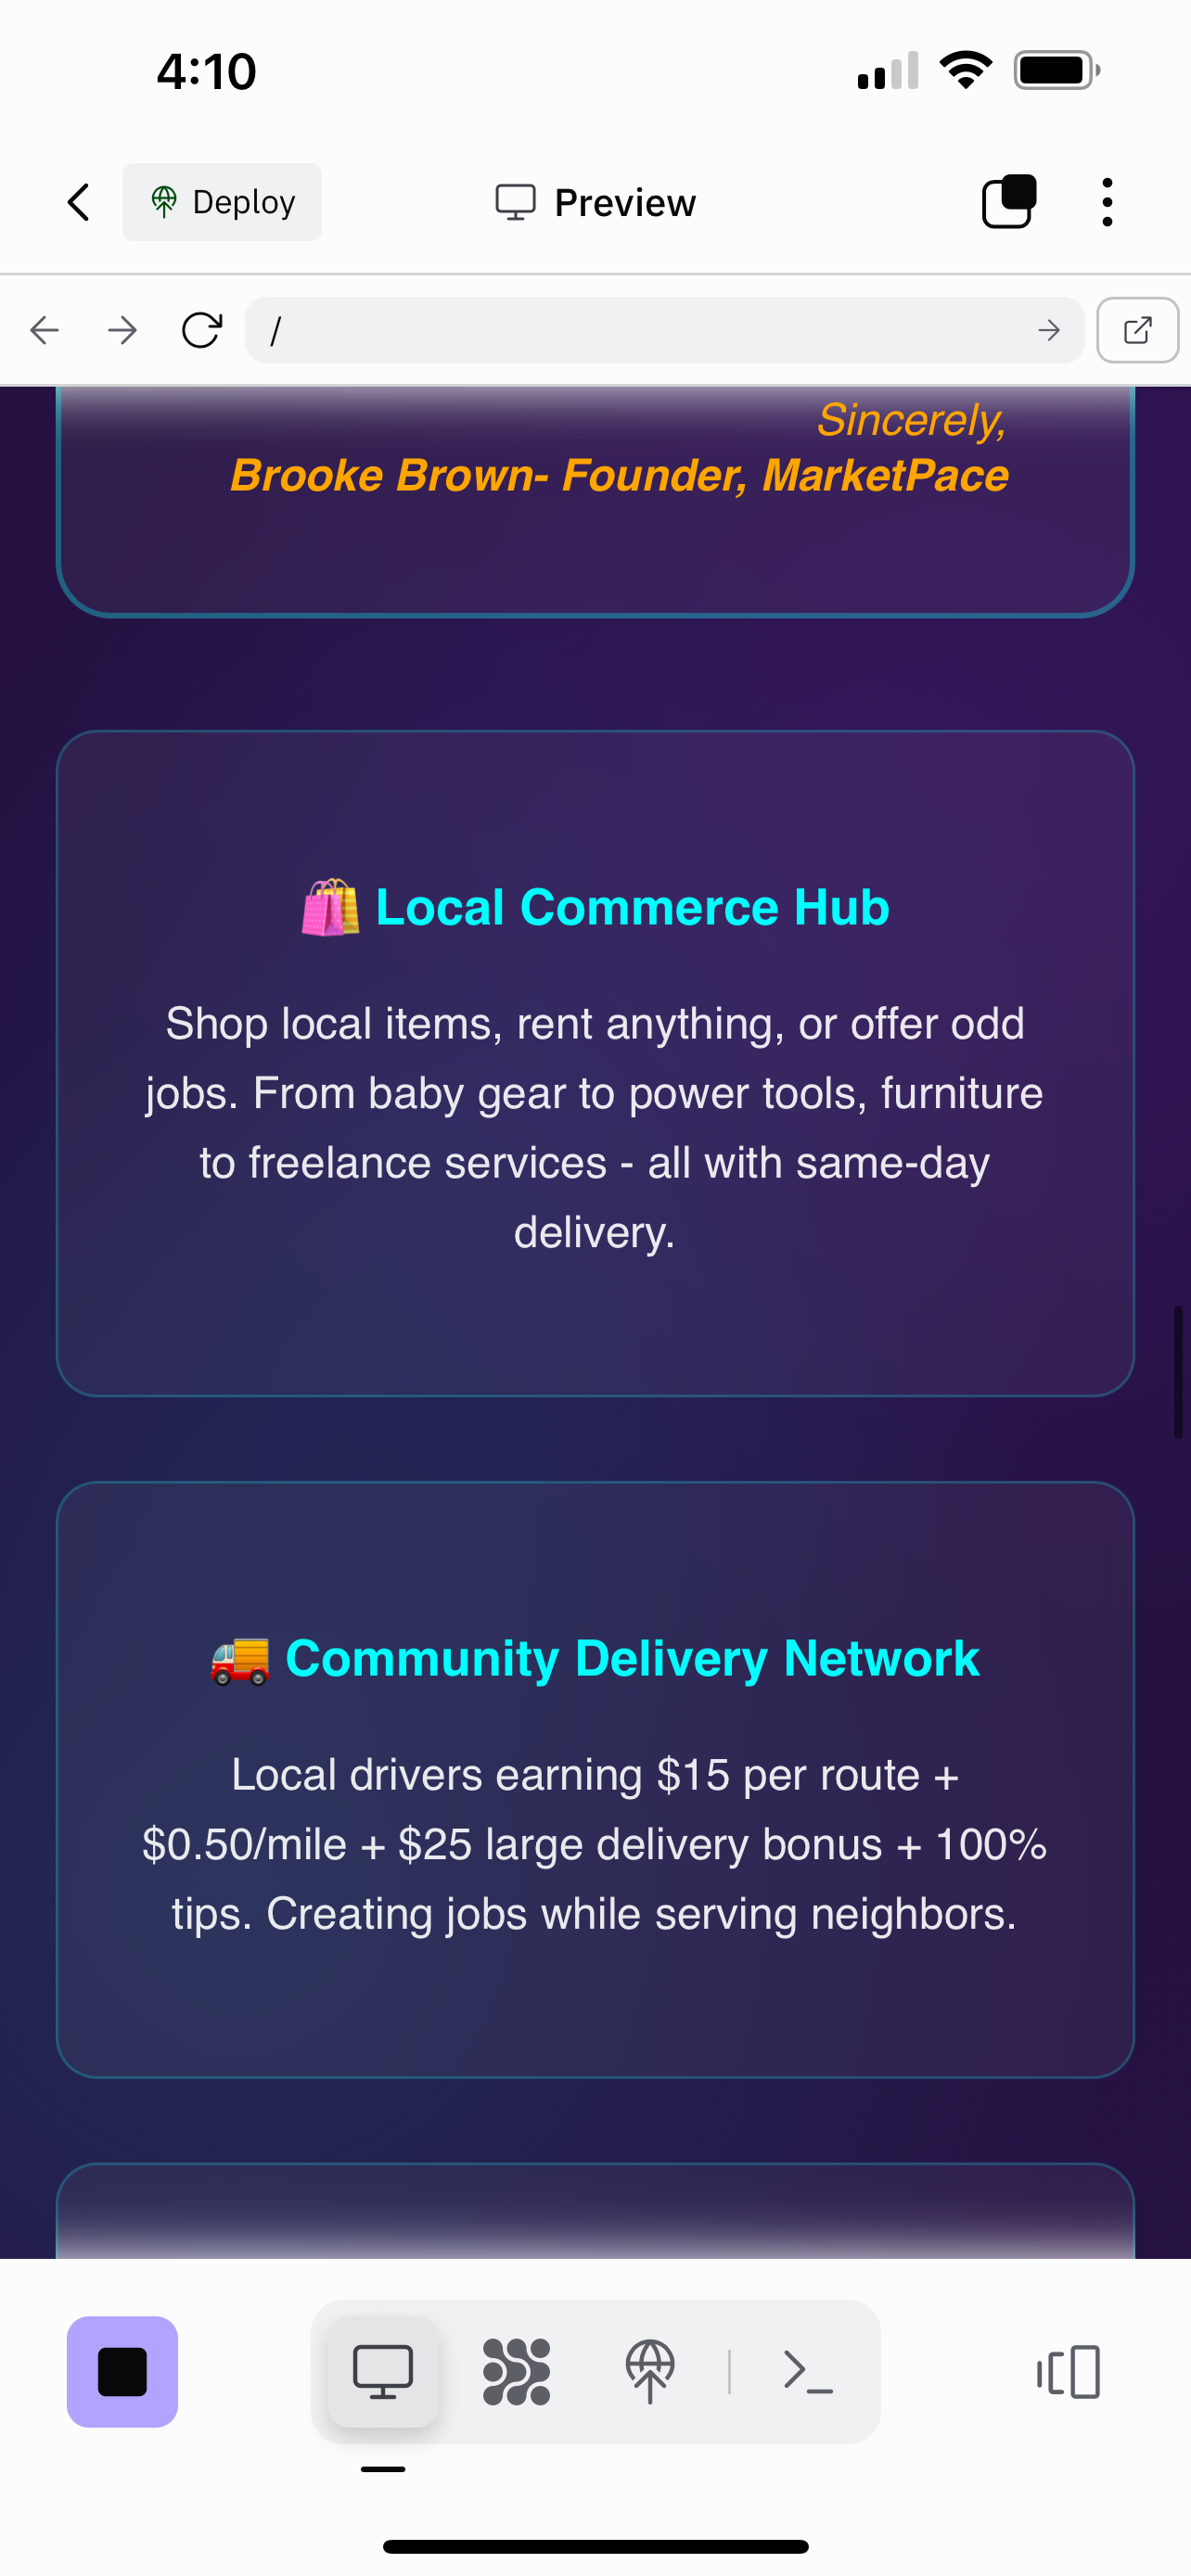 4:10
Deploy
Preview
/
Sincerely,
Brooke Brown- Founder, MarketPace
🛍️ Local Commerce Hub
Shop local items, rent anything, or offer odd
jobs. From baby gear to power tools, furniture
to freelance services - all with same-day
delivery.
🚚 Community Delivery Network
Local drivers earning $15 per route +
$0.50/mile + $25 large delivery bonus + 100%
tips. Creating jobs while serving neighbors.